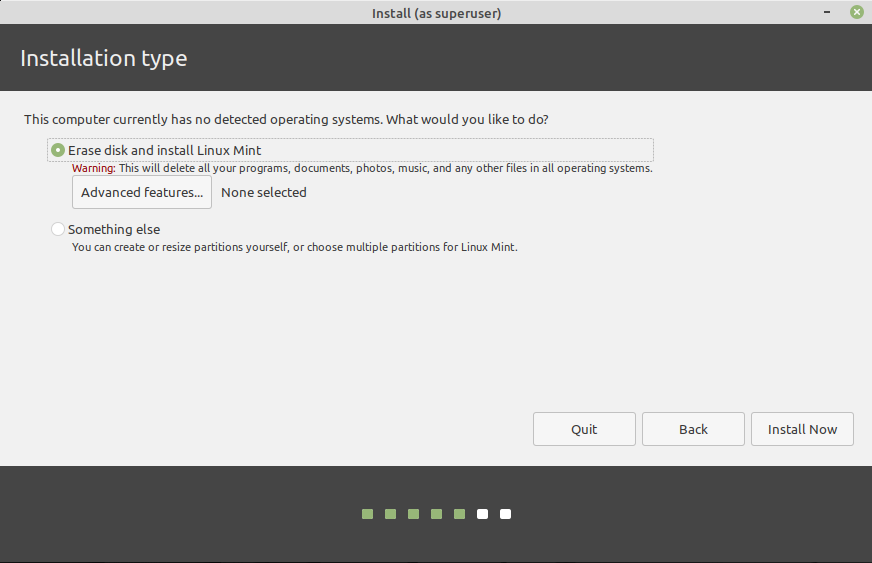 Install (as superuser)
Installation type
This computer currently has no detected operating systems. What would you like to do?
Erase disk and install Linux Mint
Warning: This will delete all your programs, documents, photos, music, and any other files in all operating systems.
Advanced features... None selected
Something else
You can create or resize partitions yourself, or choose multiple partitions for Linux Mint.
Quit Back Install Now